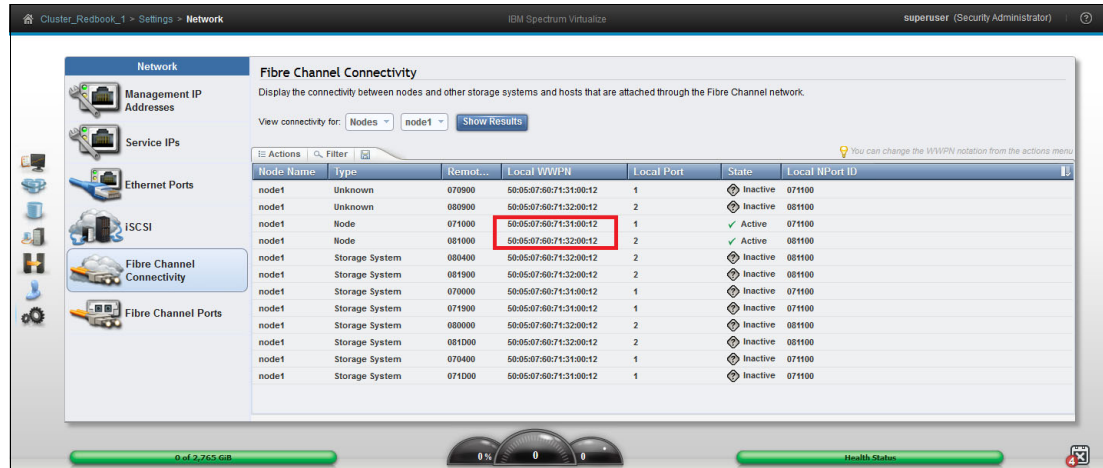 Cluster_Redbook_1 > Settings > Network IBM Spectrum Virtualize superuser (Security Administrator)
Network
Management IP Addresses
Service IPs
Ethernet Ports
iSCSI
Fibre Channel Connectivity
Fibre Channel Ports
Fibre Channel Connectivity
Display the connectivity between nodes and other storage systems and hosts that are attached through the Fibre Channel network.
View connectivity for: Nodes node1 Show Results
Actions Filter You can change the WWPN notation from the actions menu
Node Name Type Remot... Local WWPN Local Port State Local NPort ID
node1 Unknown 070900 50:05:07:60:71:31:00:12 1 Inactive 071100
node1 Unknown 080900 50:05:07:60:71:32:00:12 2 Inactive 081100
node1 Node 071000 50:05:07:60:71:31:00:12 1 Active 071100
node1 Node 081000 50:05:07:60:71:32:00:12 2 Active 081100
node1 Storage System 080400 50:05:07:60:71:32:00:12 2 Inactive 081100
node1 Storage System 081900 50:05:07:60:71:32:00:12 2 Inactive 081100
node1 Storage System 070000 50:05:07:60:71:31:00:12 1 Inactive 071100
node1 Storage System 071900 50:05:07:60:71:31:00:12 1 Inactive 071100
node1 Storage System 080000 50:05:07:60:71:32:00:12 2 Inactive 081100
node1 Storage System 081D00 50:05:07:60:71:32:00:12 2 Inactive 081100
node1 Storage System 070400 50:05:07:60:71:31:00:12 1 Inactive 071100
node1 Storage System 071D00 50:05:07:60:71:31:00:12 1 Inactive 071100
0 of 2,765 GiB 0% 0 0 Health Status 4